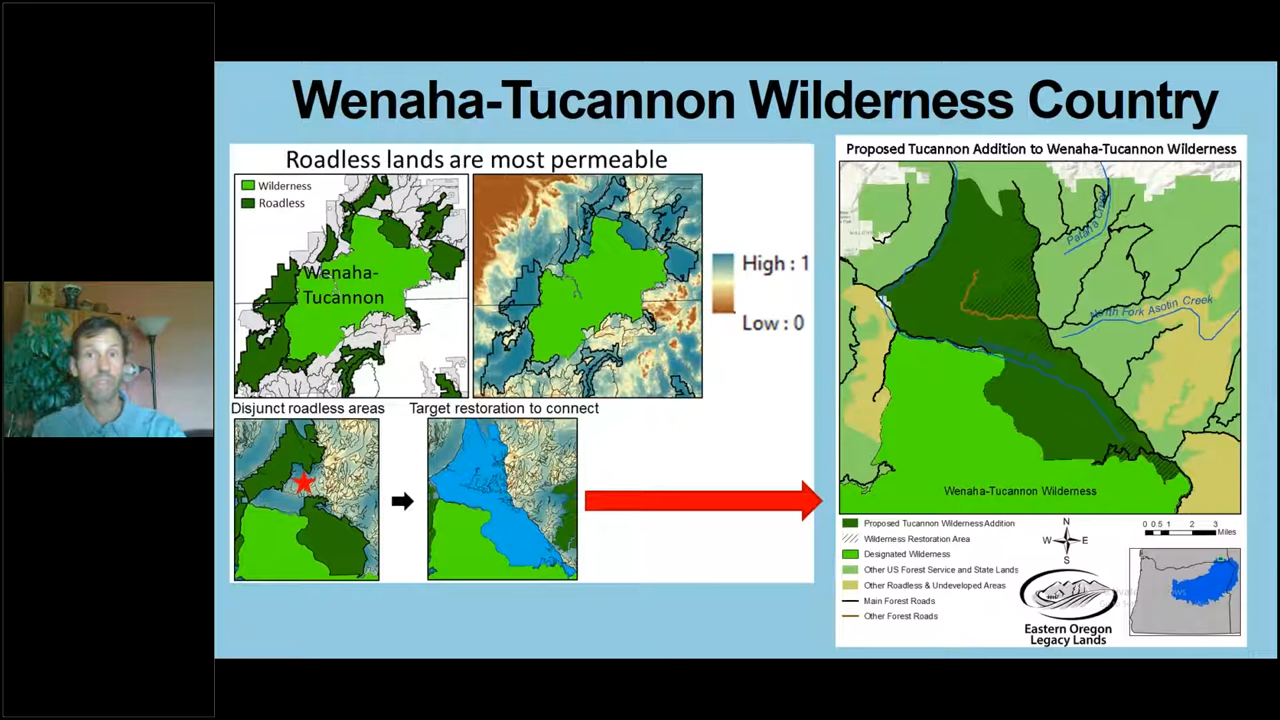 Wenaha-Tucannon Wilderness Country
Roadless lands are most permeable
Wilderness
Roadless
Wenaha-
Tucannon
High : 1
Low : 0
Disjunct roadless areas
Target restoration to connect
Proposed Tucannon Addition to Wenaha-Tucannon Wilderness
North Fork Asotin Creek
Wenaha-Tucannon Wilderness
Proposed Tucannon Wilderness Addition
Wilderness Restoration Area
Designated Wilderness
Other US Forest Service and State Lands
Other Roadless & Undeveloped Areas
Main Forest Roads
Other Forest Roads
N
W E
S
0 0.5 1 2 3
Miles
Eastern Oregon
Legacy Lands